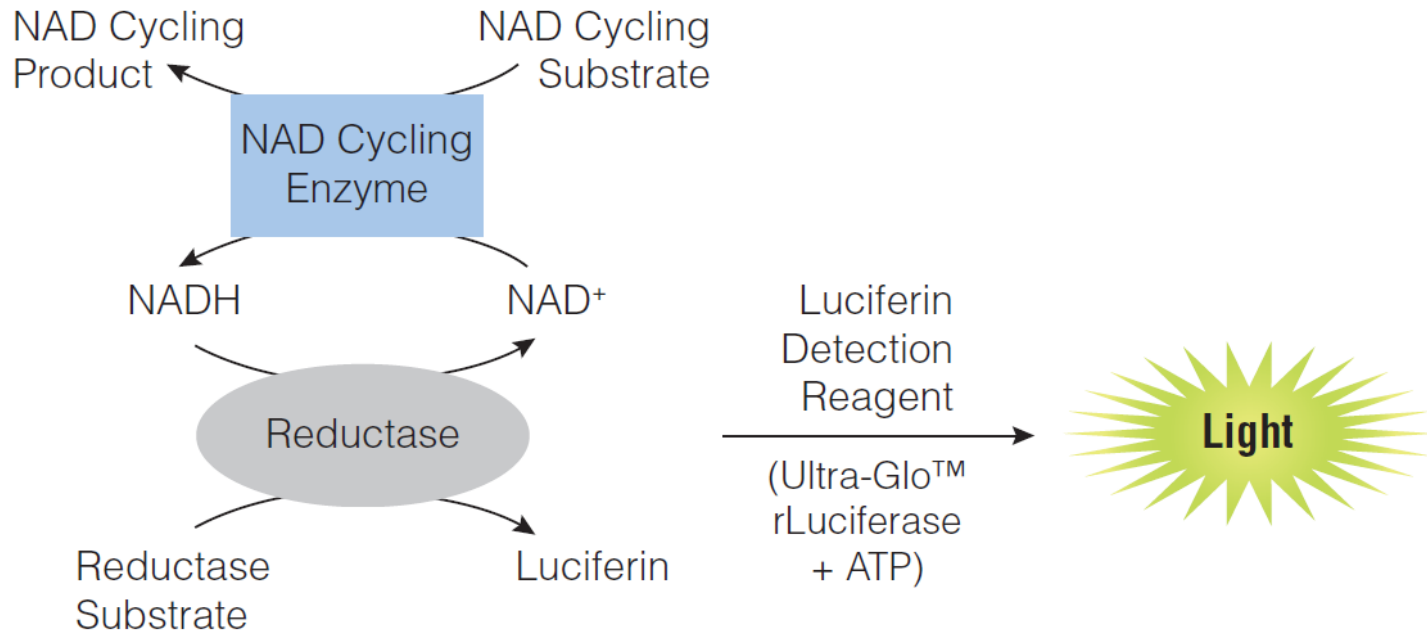 NAD Cycling
Product
NAD Cycling
Substrate
NAD Cycling
Enzyme
NADH
NAD⁺
Reductase
Reductase
Substrate
Luciferin
Luciferin
Detection
Reagent
(Ultra-Glo™
rLuciferase
+ ATP)
Light